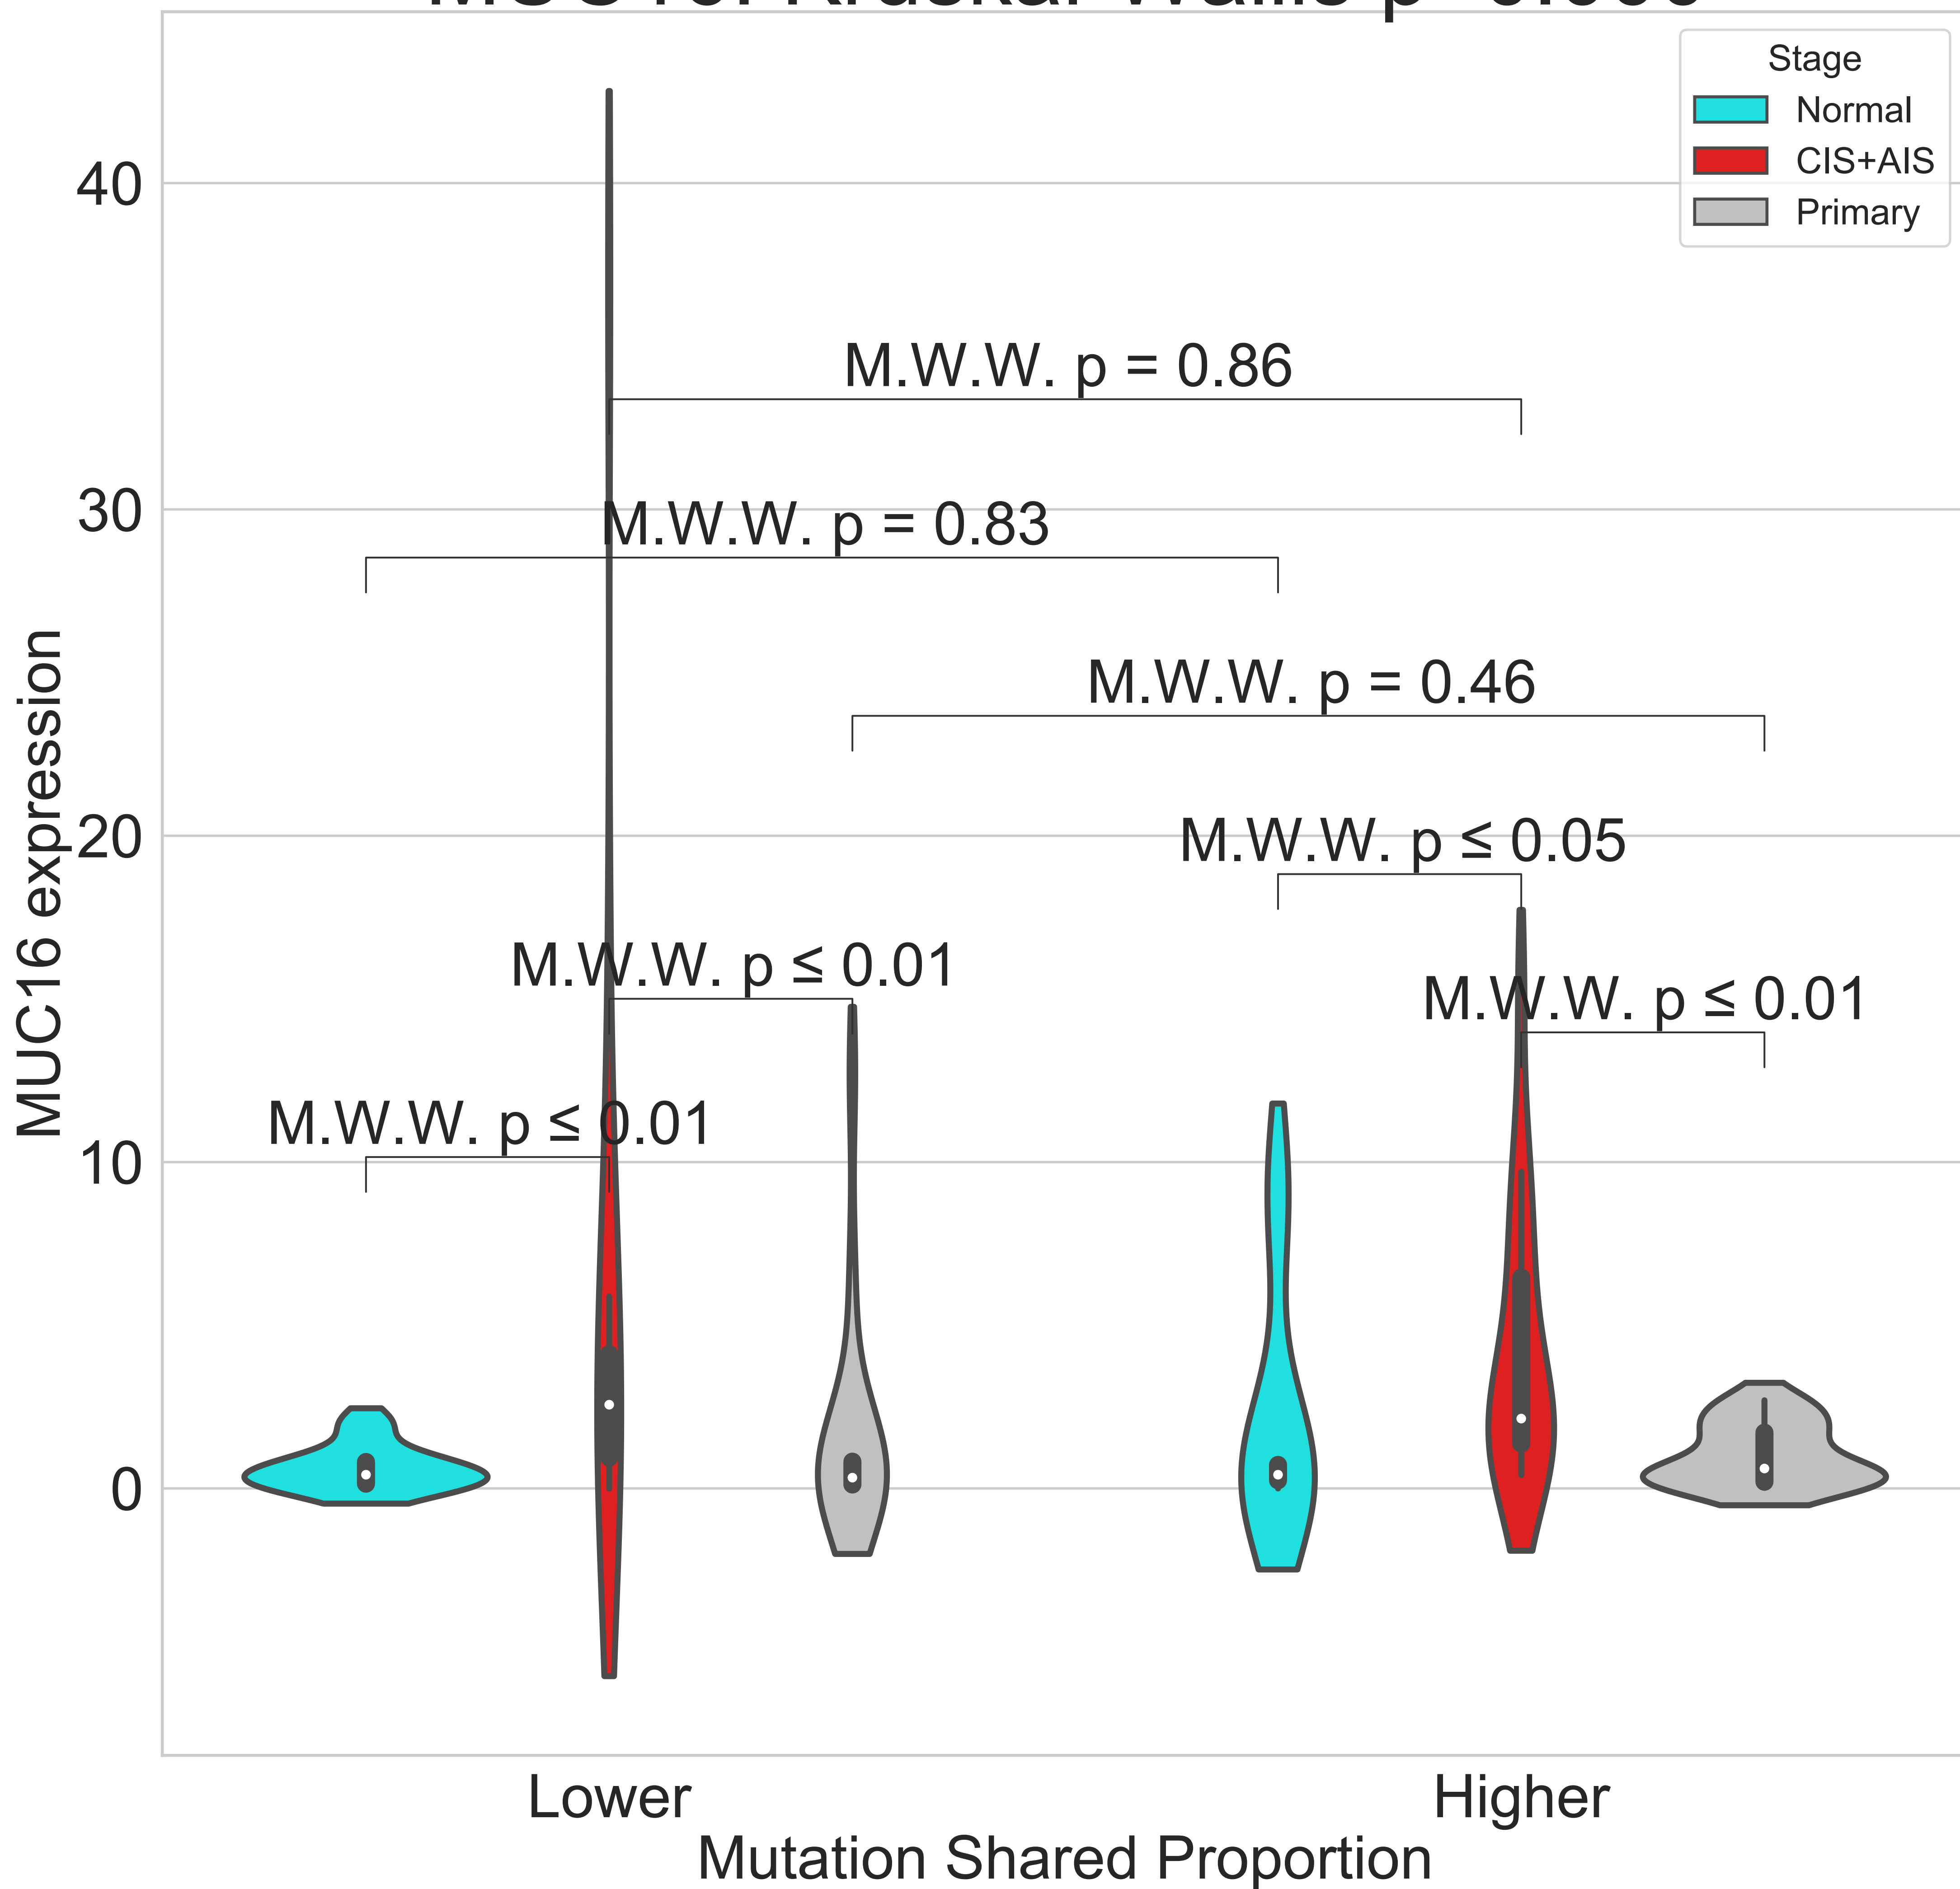 Stage
Normal
CIS+AIS
Primary
40
30
20
10
0
MUC16 expression
M.W.W. p = 0.86
M.W.W. p = 0.83
M.W.W. p = 0.46
M.W.W. p ≤ 0.05
M.W.W. p ≤ 0.01
M.W.W. p ≤ 0.01
M.W.W. p ≤ 0.01
Lower
Higher
Mutation Shared Proportion